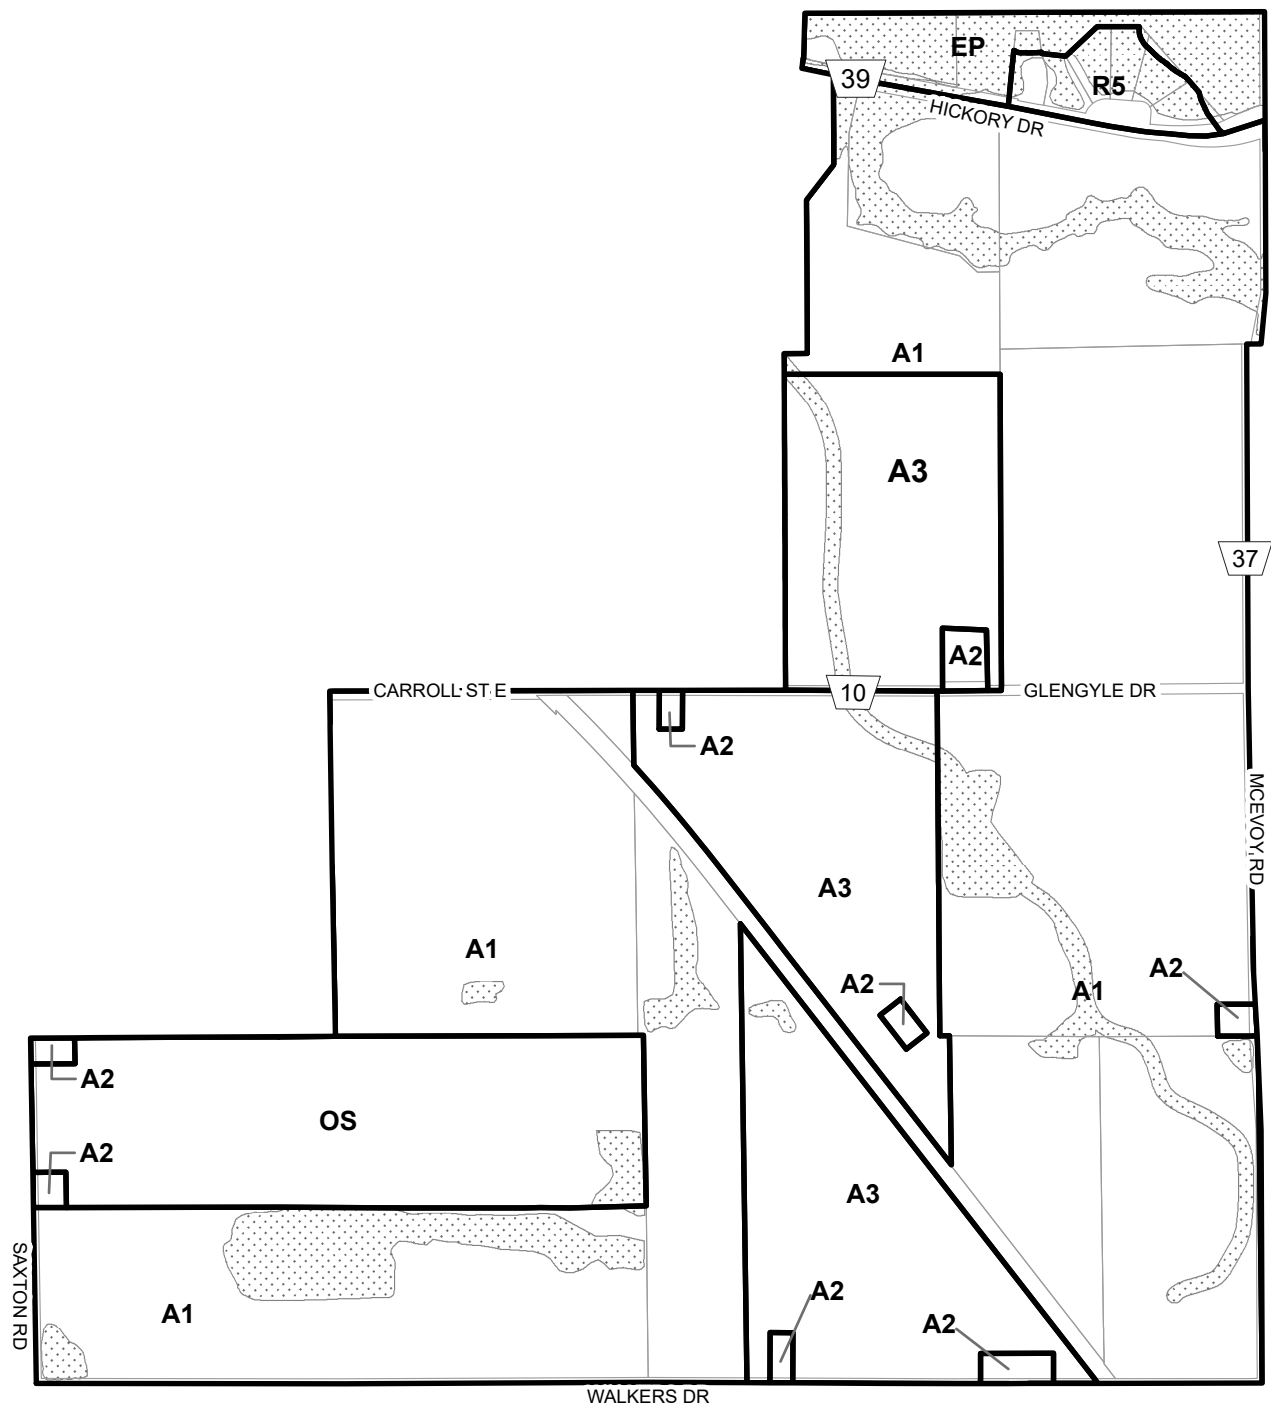 EP
39
R5
HICKORY DR
A1
A3
37
A2
CARROLL ST E
10
GLENGYLE DR
A2
MCEVOY RD
A3
A1
A2
A2
A1
A2
OS
A2
A3
SAXTON RD
A2
A1
A2
WALKERS DR